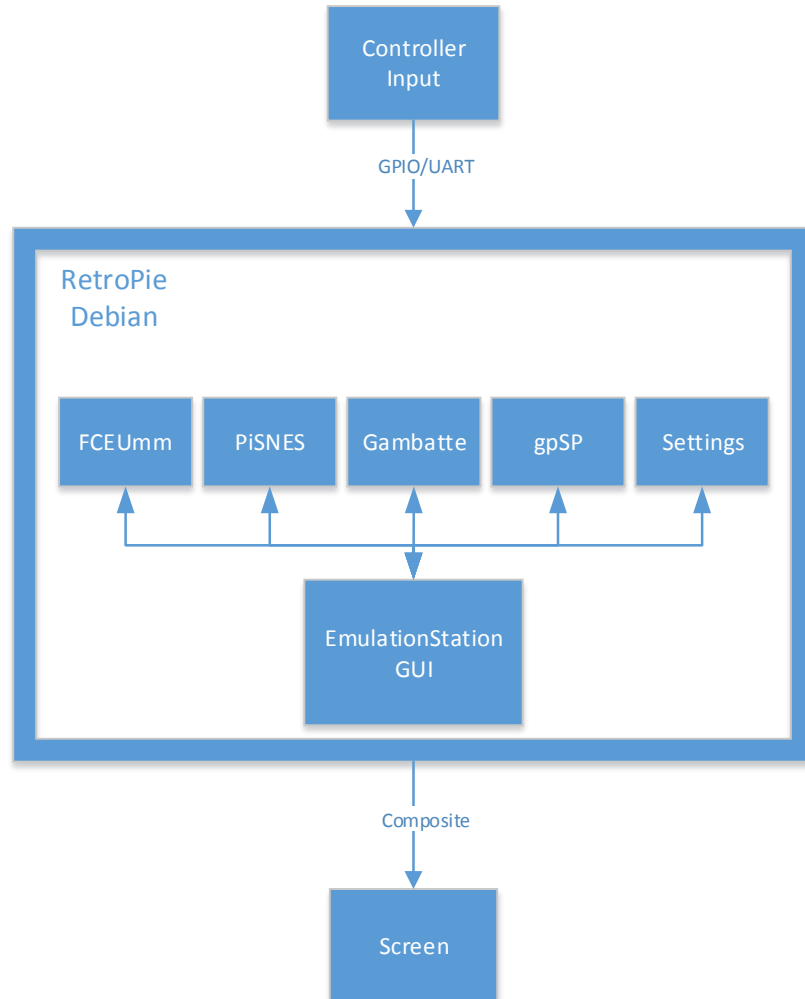 Controller
Input
GPIO/UART
RetroPie
Debian
FCEUmm
PiSNES
Gambatte
gpSP
Settings
EmulationStation
GUI
Composite
Screen